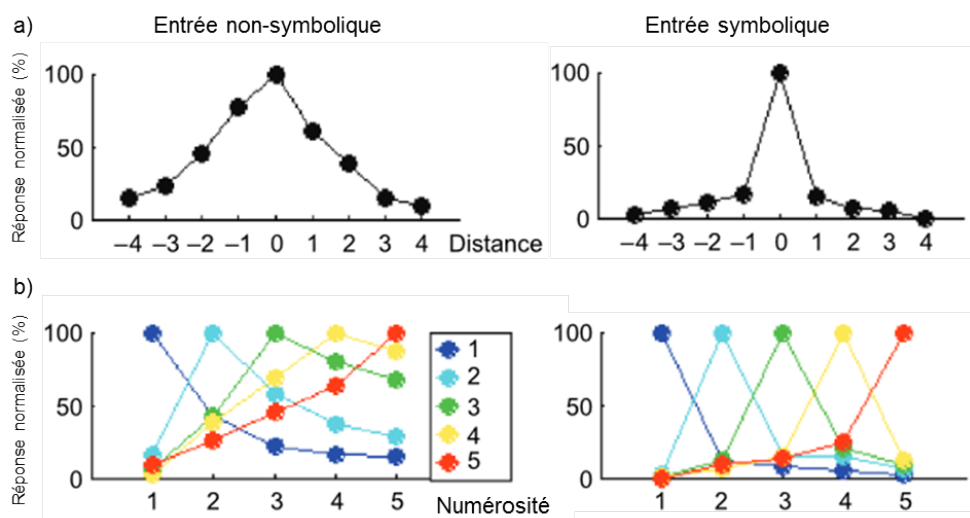 a)
Entrée non-symbolique
Entrée symbolique
Réponse normalisée (%)
100
50
0
–4 –3 –2 –1 0 1 2 3 4 Distance
100
50
0
–4 –3 –2 –1 0 1 2 3 4
b)
Réponse normalisée (%)
100
50
0
1 2 3 4 5 Numérosité
1
2
3
4
5
100
50
0
1 2 3 4 5